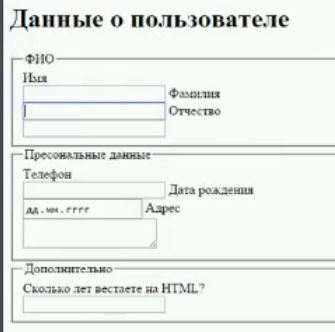 Данные о пользователе
ФИО
Имя
Фамилия
Отчество
Пресональные данные
Телефон
Дата рождения
дд.мм.гггг Адрес
Дополнительно
Сколько лет вестаете на HTML?